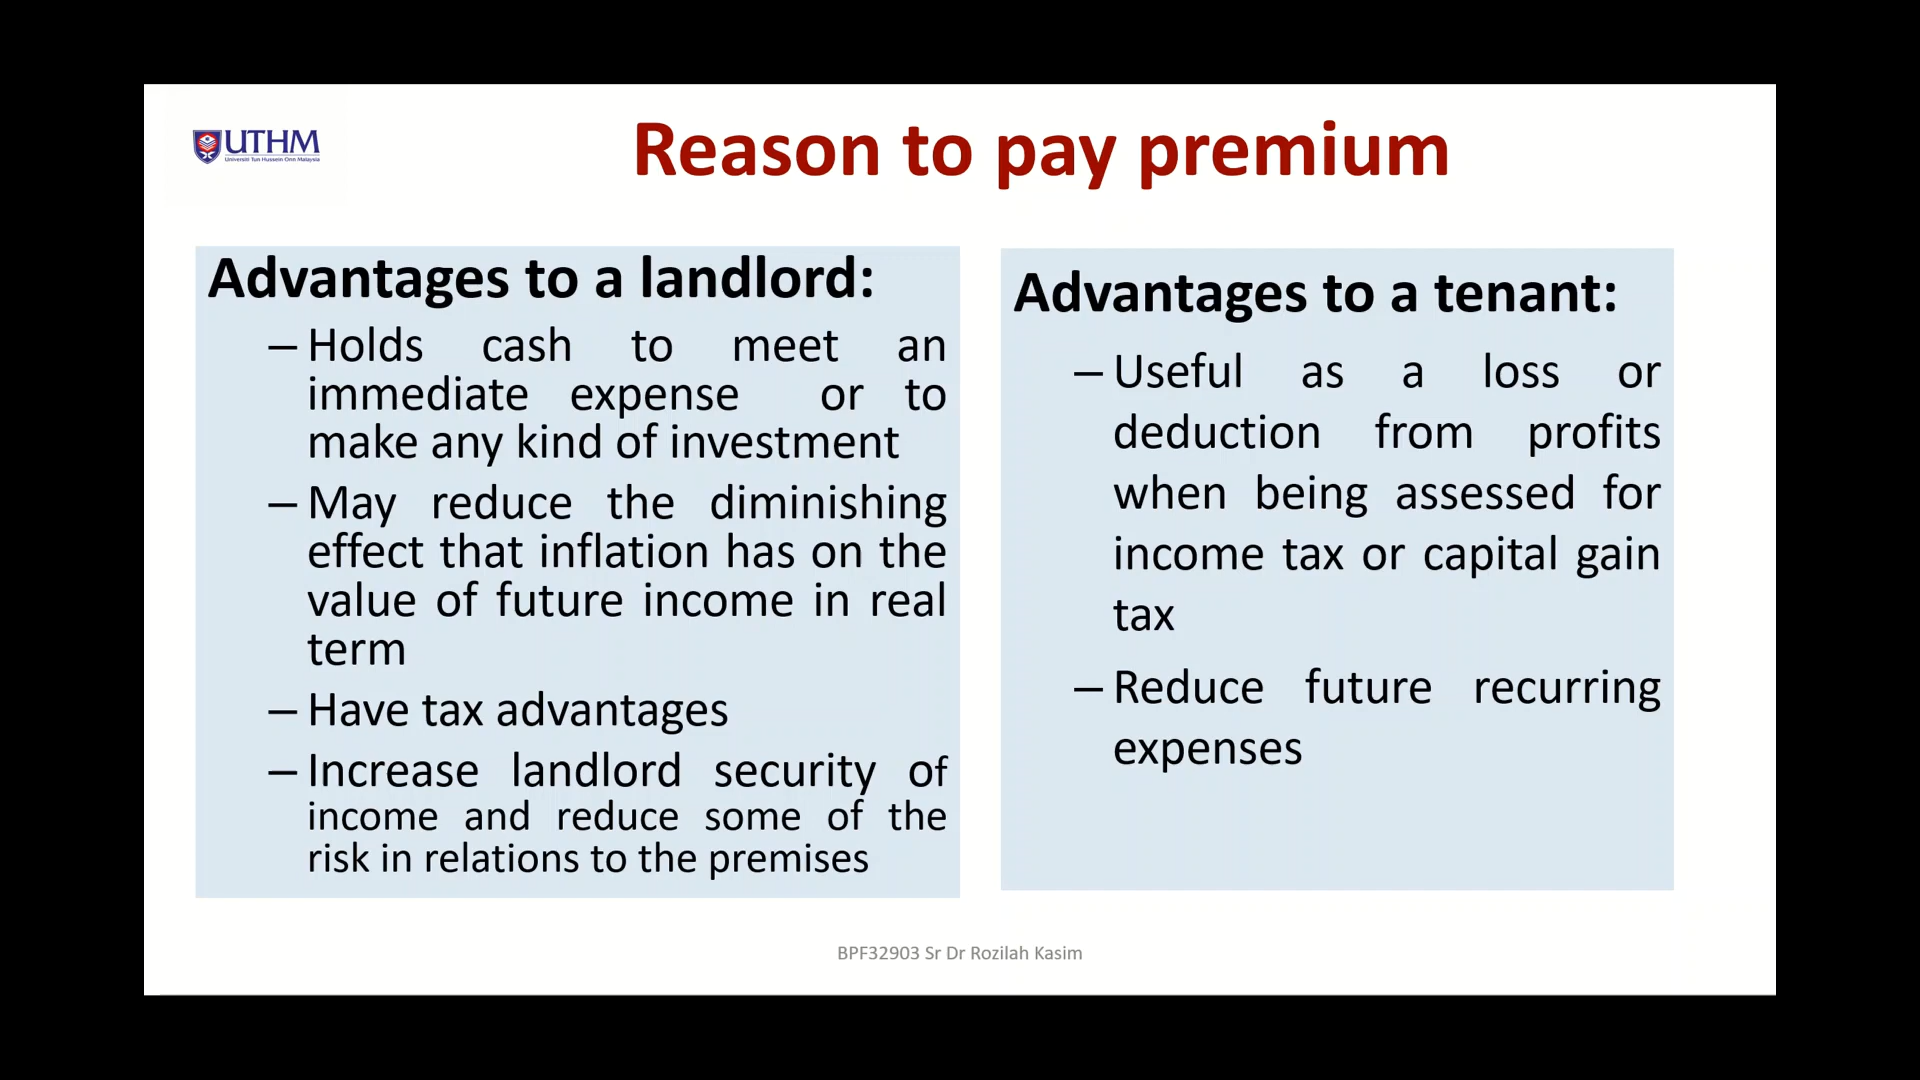 UTHM
Universiti Tun Hussein Onn Malaysia
Reason to pay premium
Advantages to a landlord:
– Holds cash to meet an
immediate expense or to
make any kind of investment
– May reduce the diminishing
effect that inflation has on the
value of future income in real
term
– Have tax advantages
– Increase landlord security of
income and reduce some of the
risk in relations to the premises
Advantages to a tenant:
– Useful as a loss or
deduction from profits
when being assessed for
income tax or capital gain
tax
– Reduce future recurring
expenses
BPF32903 Sr Dr Rozilah Kasim